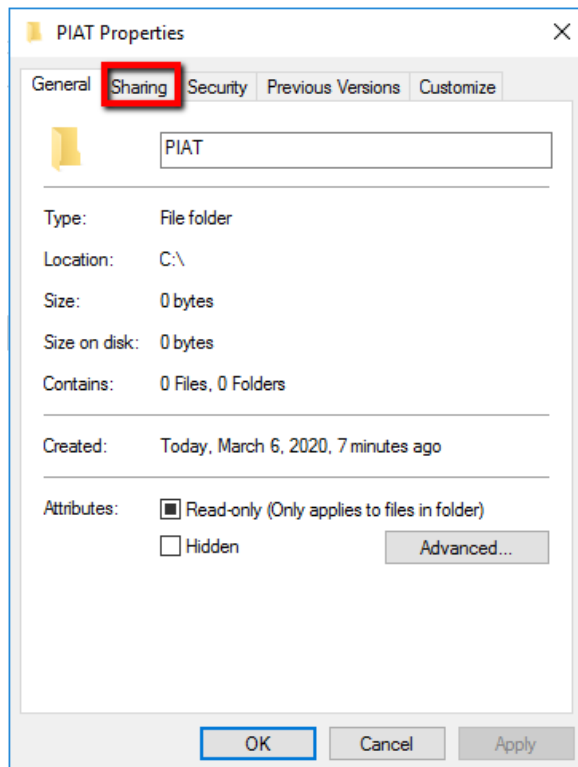 PIAT Properties
General Sharing Security Previous Versions Customize
PIAT
Type: File folder
Location: C:\
Size: 0 bytes
Size on disk: 0 bytes
Contains: 0 Files, 0 Folders
Created: Today, March 6, 2020, 7 minutes ago
Attributes: Read-only (Only applies to files in folder)
Hidden Advanced...
OK Cancel Apply